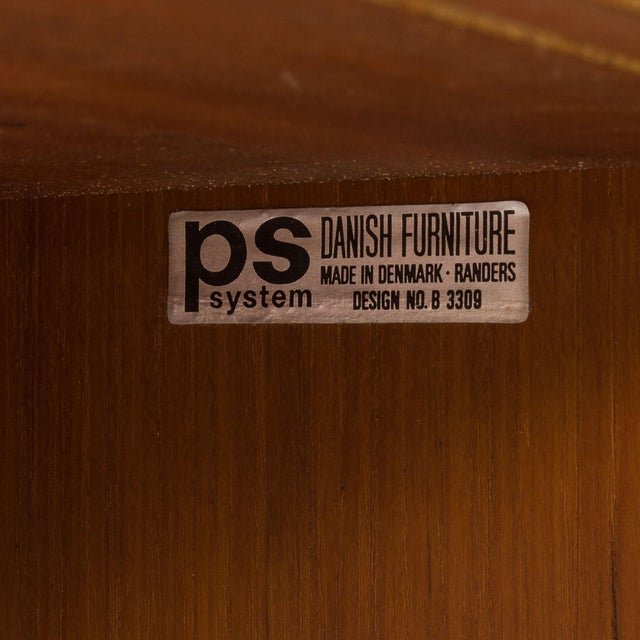 ps
system
DANISH FURNITURE
MADE IN DENMARK · RANDERS
DESIGN NO. B 3309